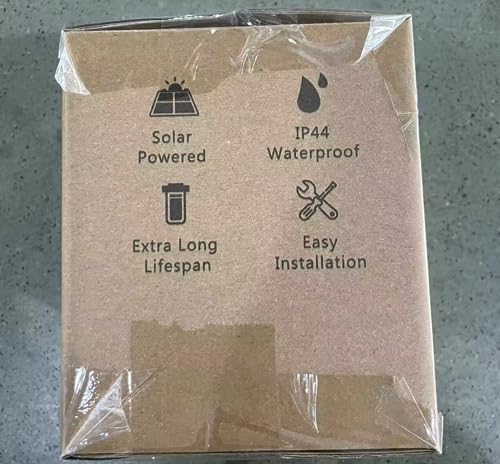 Solar
Powered
IP44
Waterproof
Extra Long
Lifespan
Easy
Installation